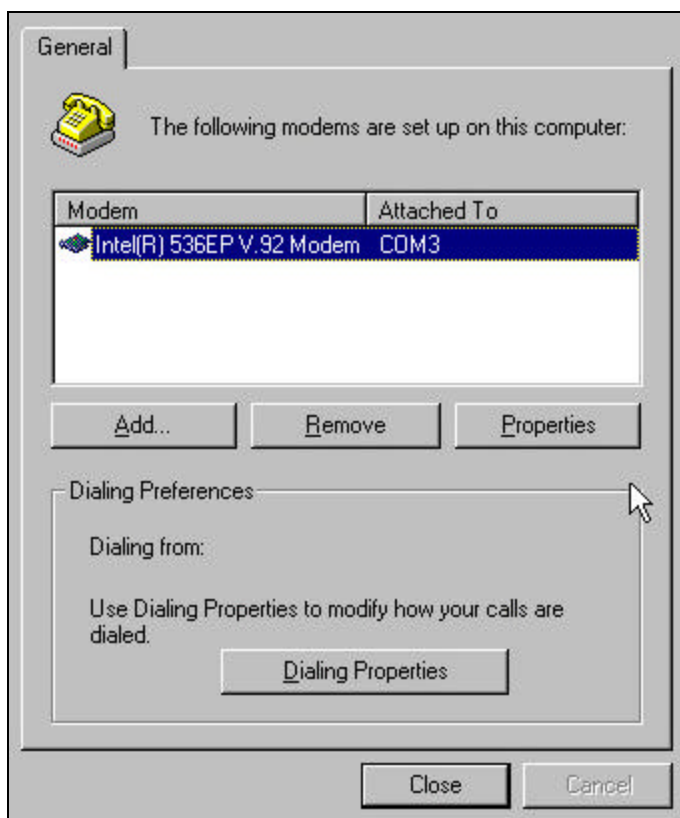 General
The following modems are set up on this computer:
Modem Attached To
Intel(R) 536EP V.92 Modem COM3
Add... Remove Properties
Dialing Preferences
Dialing from:
Use Dialing Properties to modify how your calls are
dialed.
Dialing Properties
Close Cancel